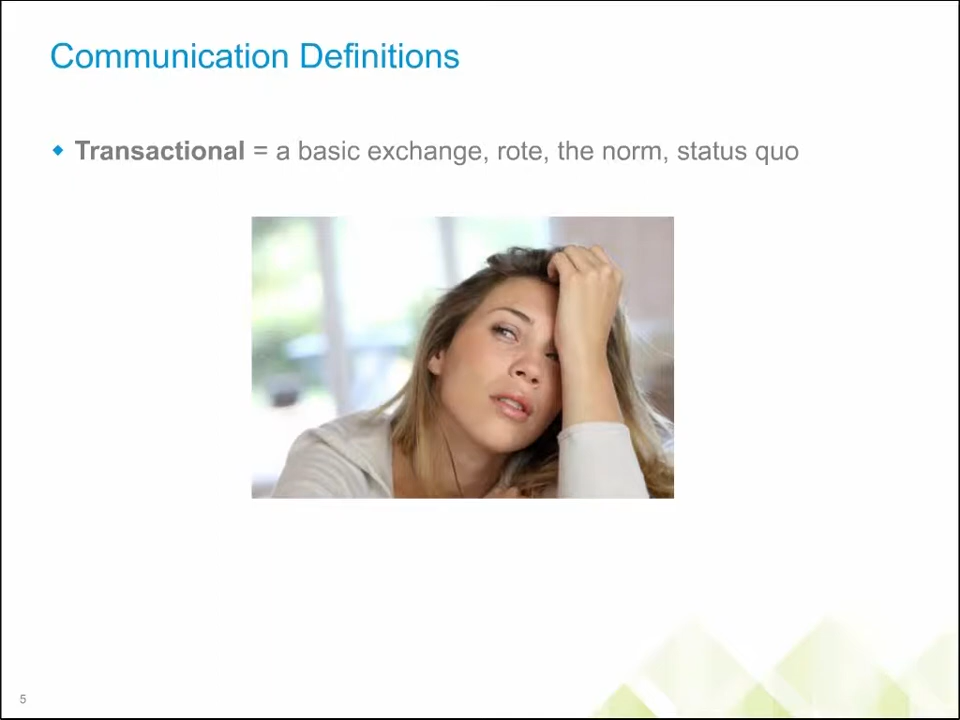 Communication Definitions
Transactional = a basic exchange, rote, the norm, status quo
5